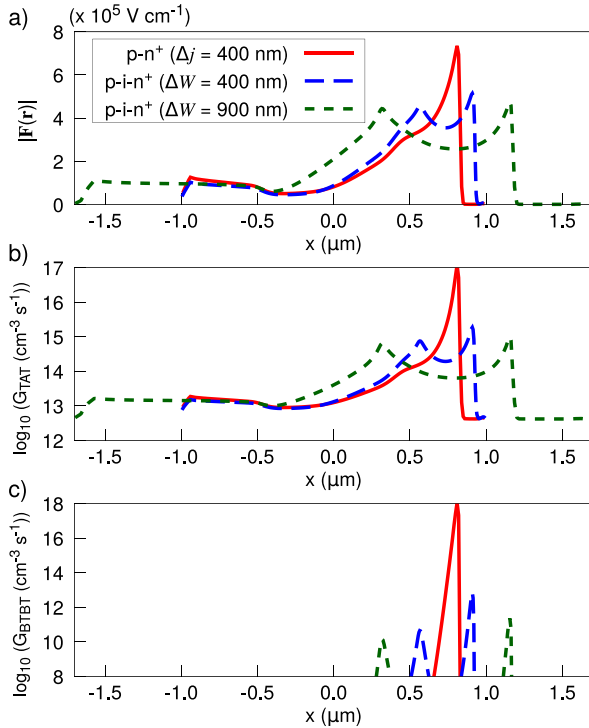 a)
(x 10⁵ V cm⁻¹)
|F(r)|
8
6
4
2
0
p-n⁺ (Δj = 400 nm)
p-i-n⁺ (ΔW = 400 nm)
p-i-n⁺ (ΔW = 900 nm)
-1.5 -1.0 -0.5 0.0 0.5 1.0 1.5
x (μm)
b)
log₁₀ (G_TAT (cm⁻³ s⁻¹))
17
16
15
14
13
12
-1.5 -1.0 -0.5 0.0 0.5 1.0 1.5
x (μm)
c)
log₁₀ (G_BTBT (cm⁻³ s⁻¹))
18
16
14
12
10
8
-1.5 -1.0 -0.5 0.0 0.5 1.0 1.5
x (μm)